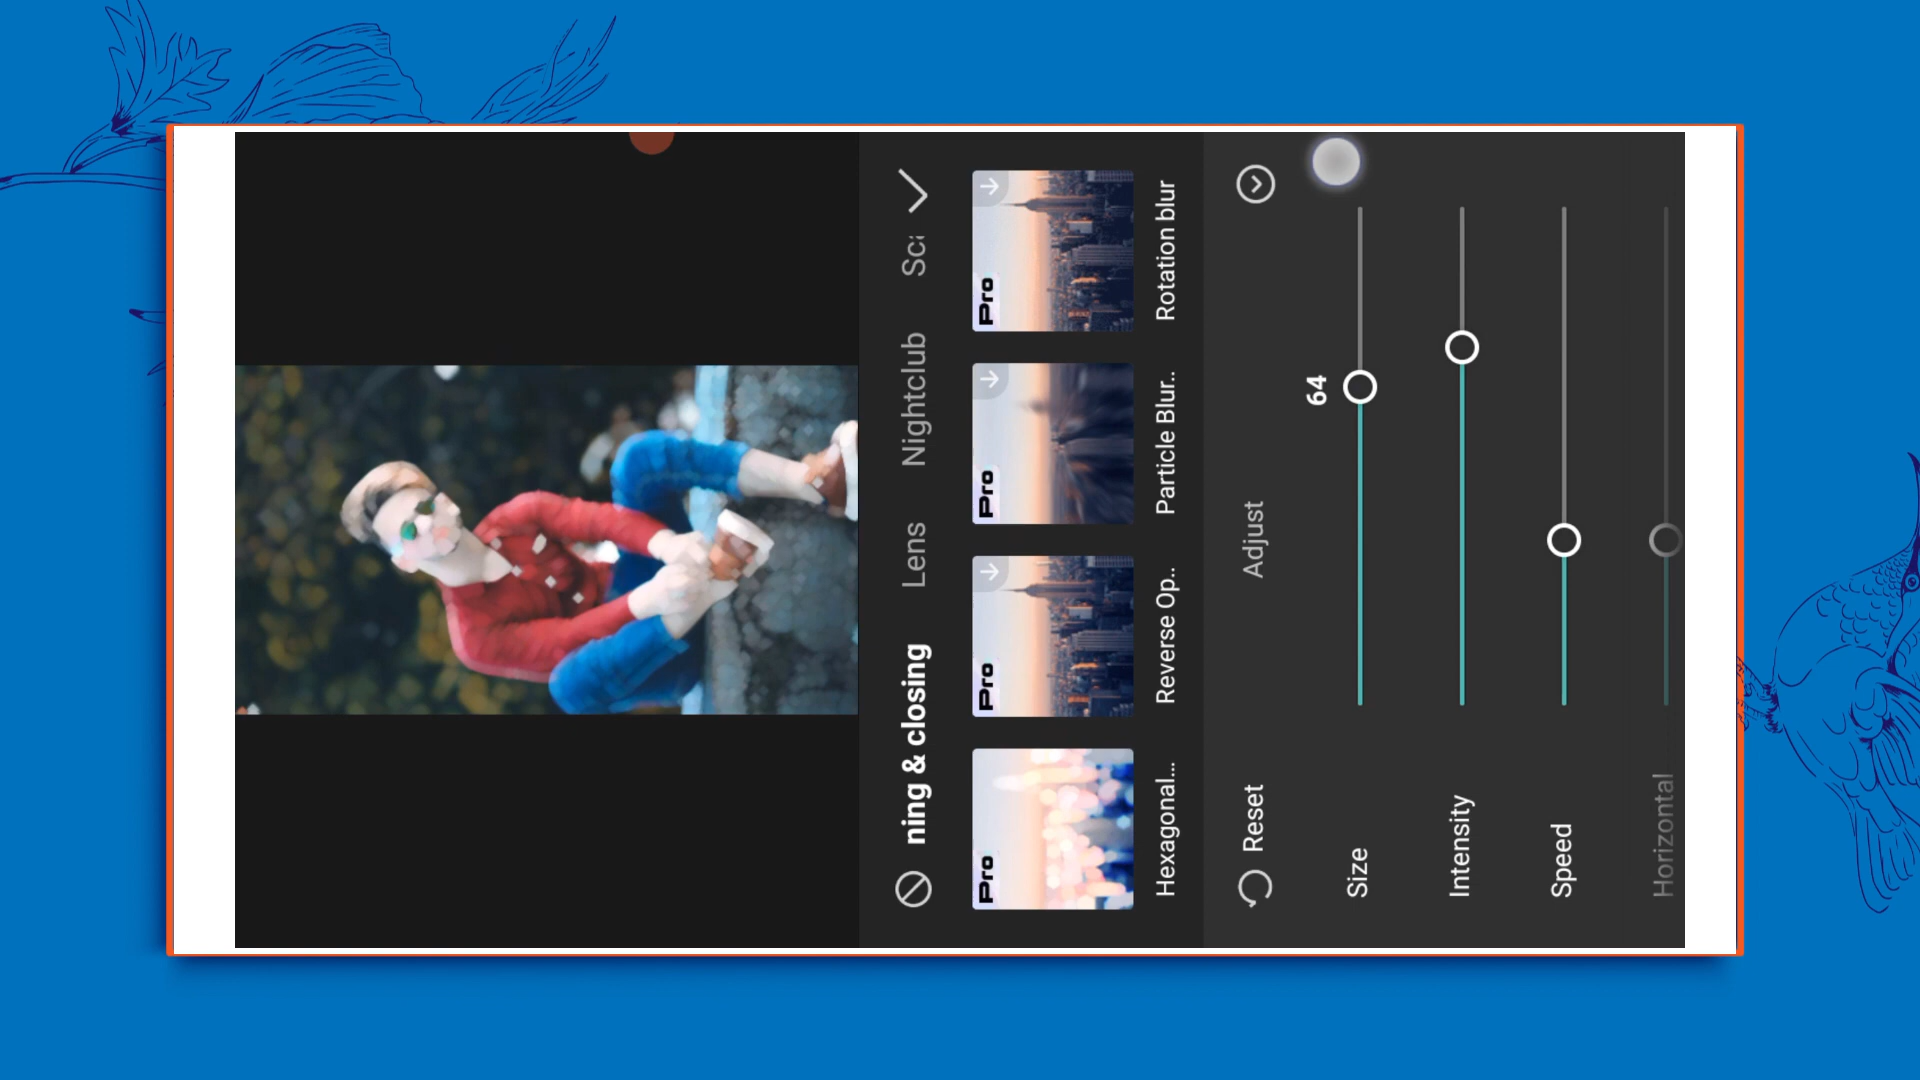 ning & closing Lens Nightclub Sc
Pro Pro Pro Pro
Hexagonal... Reverse Op.. Particle Blur.. Rotation blur
Reset Adjust
64
Size
Intensity
Speed
Horizontal